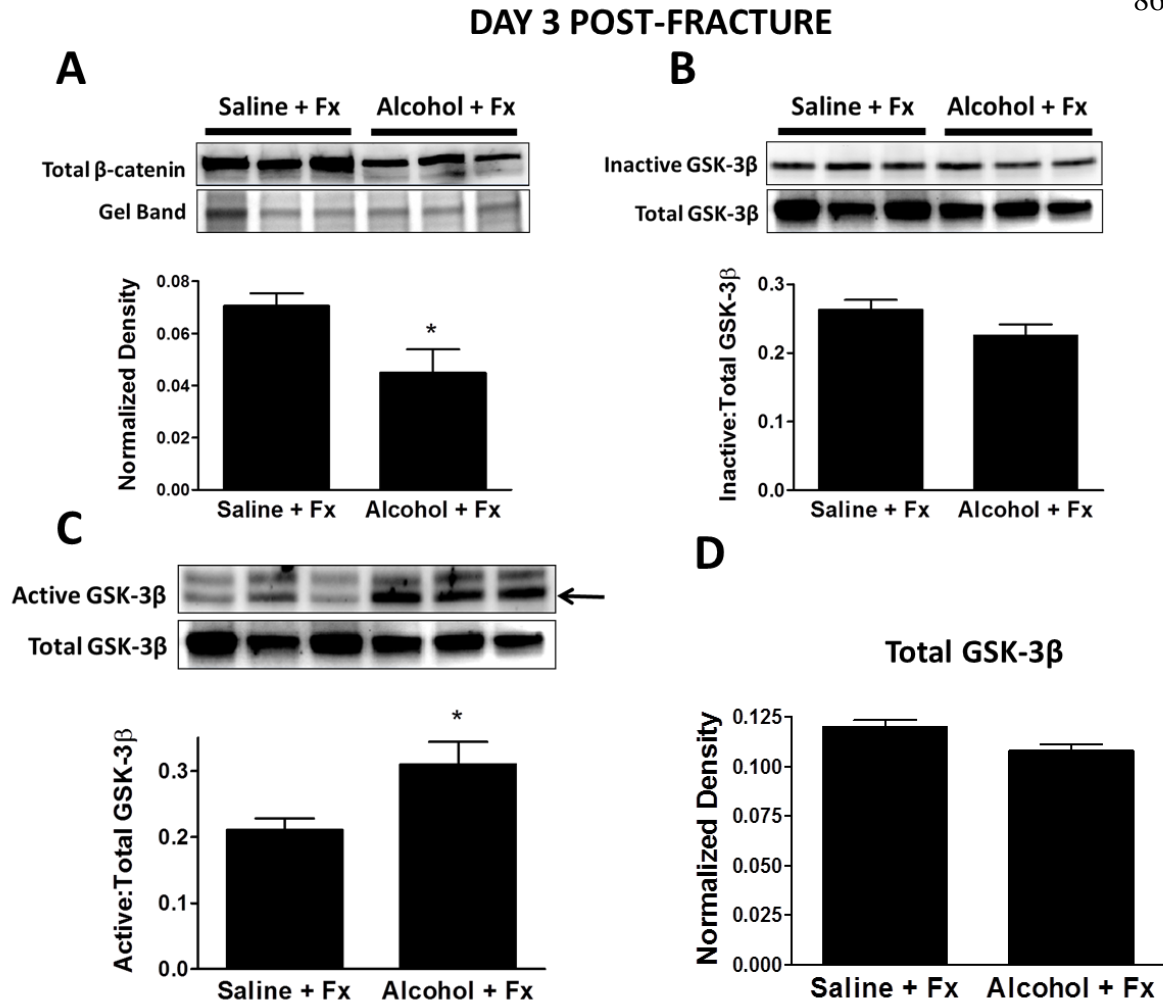 86
DAY 3 POST-FRACTURE
A
Saline + Fx Alcohol + Fx
Total β-catenin
Gel Band
Normalized Density
0.08
0.06
0.04
0.02
0.00
*
Saline + Fx Alcohol + Fx
B
Saline + Fx Alcohol + Fx
Inactive GSK-3β
Total GSK-3β
Inactive:Total GSK-3β
0.3
0.2
0.1
0.0
Saline + Fx Alcohol + Fx
C
Active GSK-3β
Total GSK-3β
Active:Total GSK-3β
0.3
0.2
0.1
0.0
*
Saline + Fx Alcohol + Fx
D
Total GSK-3β
Normalized Density
0.125
0.100
0.075
0.050
0.025
0.000
Saline + Fx Alcohol + Fx